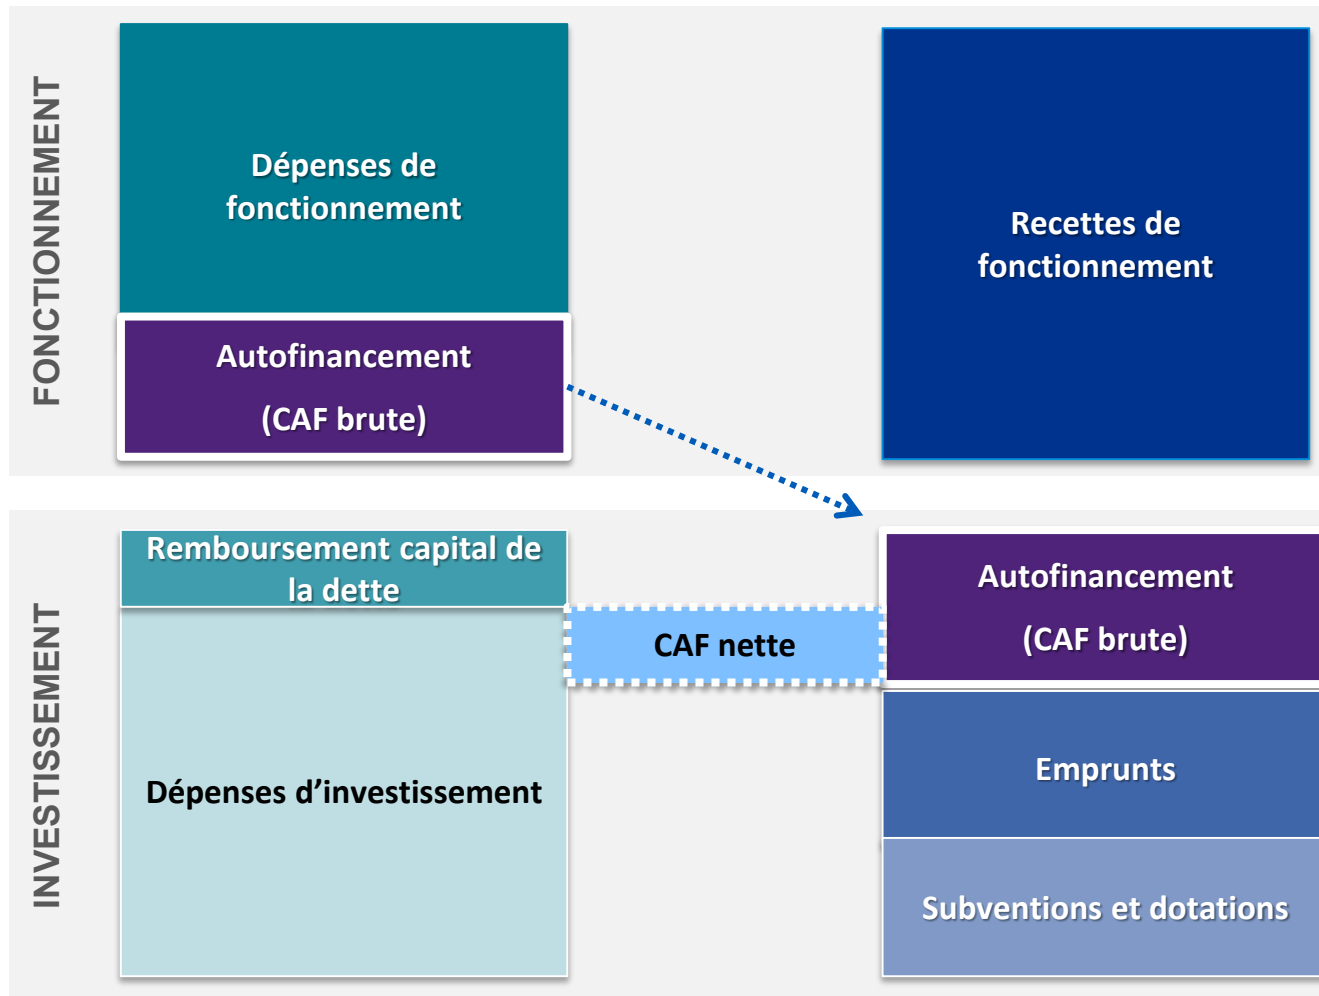 FONCTIONNEMENT
Dépenses de
fonctionnement
Autofinancement
(CAF brute)
Recettes de
fonctionnement
INVESTISSEMENT
Remboursement capital de
la dette
Dépenses d’investissement
CAF nette
Autofinancement
(CAF brute)
Emprunts
Subventions et dotations